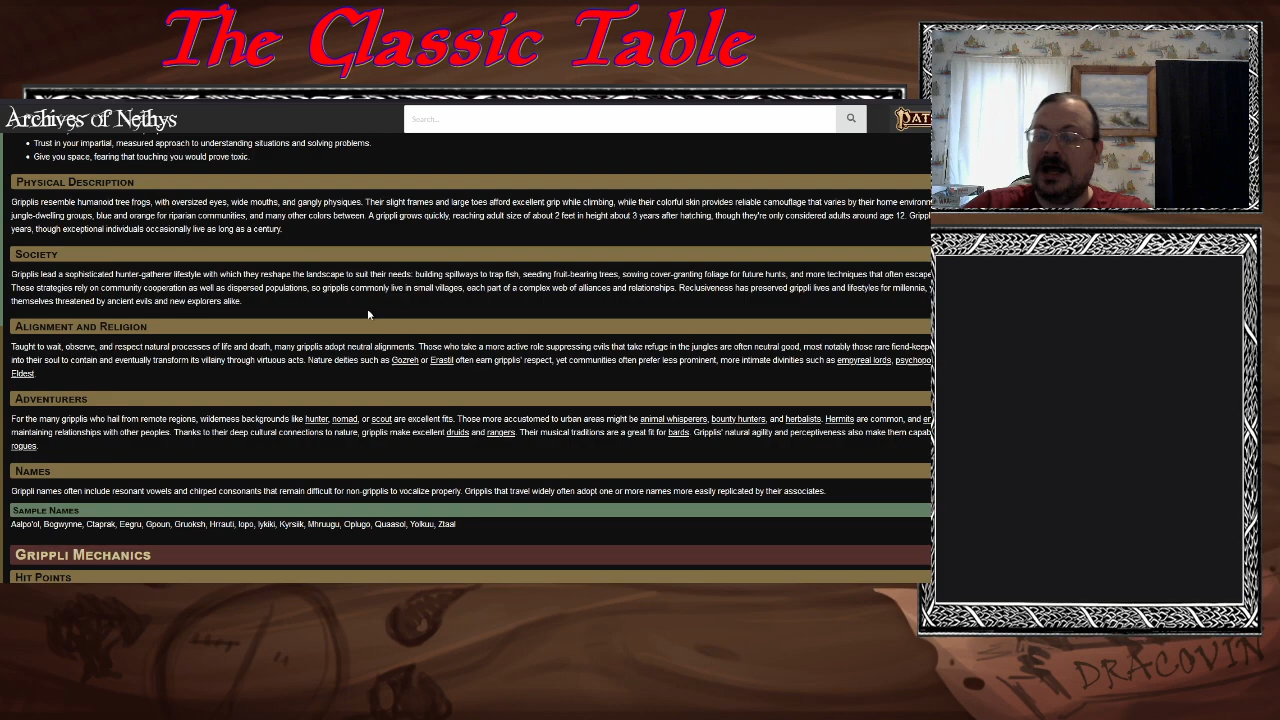 The Classic Table
Archives of Nethys
Search...
Trust in your impartial, measured approach to understanding situations and solving problems.
Give you space, fearing that touching you would prove toxic.
Physical Description
Gripplis resemble humanoid tree frogs, with oversized eyes, wide mouths, and gangly physiques. Their slight frames and large toes afford excellent grip while climbing, while their colorful skin provides reliable camouflage that varies by their home environm
jungle-dwelling groups, blue and orange for riparian communities, and many other colors between. A grippli grows quickly, reaching adult size of about 2 feet in height about 3 years after hatching, though they're only considered adults around age 12. Gripp
years, though exceptional individuals occasionally live as long as a century.
Society
Gripplis lead a sophisticated hunter-gatherer lifestyle with which they reshape the landscape to suit their needs: building spillways to trap fish, seeding fruit-bearing trees, sowing cover-granting foliage for future hunts, and more techniques that often escape
These strategies rely on community cooperation as well as dispersed populations, so gripplis commonly live in small villages, each part of a complex web of alliances and relationships. Reclusiveness has preserved grippli lives and lifestyles for millennia,
themselves threatened by ancient evils and new explorers alike.
Alignment and Religion
Taught to wait, observe, and respect natural processes of life and death, many gripplis adopt neutral alignments. Those who take a more active role suppressing evils that take refuge in the jungles are often neutral good, most notably those rare fiend-keep
into their soul to contain and eventually transform its villainy through virtuous acts. Nature deities such as Gozreh or Erastil often earn gripplis' respect, yet communities often prefer less prominent, more intimate divinities such as empyreal lords, psychopo
Eldest.
Adventurers
For the many gripplis who hail from remote regions, wilderness backgrounds like hunter, nomad, or scout are excellent fits. Those more accustomed to urban areas might be animal whisperers, bounty hunters, and herbalists. Hermits are common, and er
maintaining relationships with other peoples. Thanks to their deep cultural connections to nature, gripplis make excellent druids and rangers. Their musical traditions are a great fit for bards. Gripplis' natural agility and perceptiveness also make them capab
rogues.
Names
Grippli names often include resonant vowels and chirped consonants that remain difficult for non-gripplis to vocalize properly. Gripplis that travel widely often adopt one or more names more easily replicated by their associates.
Sample Names
Aalpo'ol, Bogwynne, Ctaprak, Eegru, Gpoun, Gruoksh, Hrrauti, Iopo, Iykiki, Kyrsiik, Mhruugu, Oplugo, Quaasol, Yolkuu, Ztaal
Grippli Mechanics
Hit Points
DRACOVIN